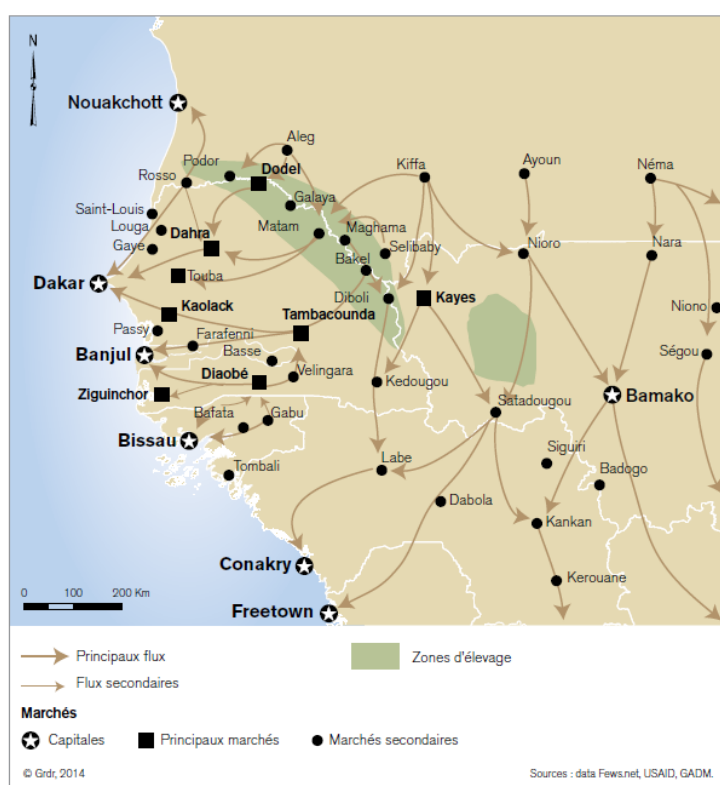 N
Nouakchott
Aleg
Podor
Dodel
Kiffa
Ayoun
Néma
Rosso
Galaya
Saint-Louis
Louga
Dahra
Matam
Maghama
Gaye
Selibaby
Nioro
Nara
Bakel
Touba
Dakar
Diboli
Kayes
Niono
Kaolack
Tambacounda
Passy
Farafenni
Ségou
Banjul
Basse
Diaobé
Velingara
Kedougou
Ziguinchor
Bamako
Bafata
Gabu
Satadougou
Bissau
Siguiri
Tombali
Labe
Badogo
Dabola
Kankan
Conakry
Kerouane
0 100 200 Km
Freetown
Principaux flux
Zones d'élevage
Flux secondaires
Marchés
Capitales
Principaux marchés
Marchés secondaires
© Grdr, 2014
Sources : data Fews.net, USAID, GADM.